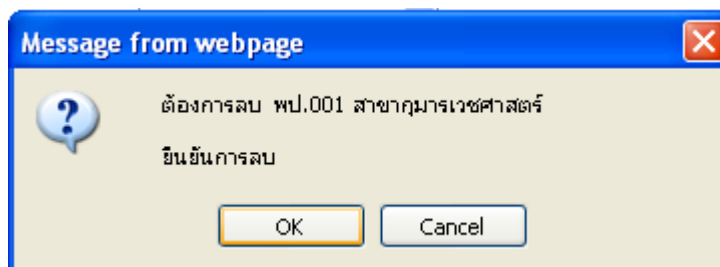 Message from webpage
ต้องการลบ พป.001 สาขากุมารเวชศาสตร์
ยืนยันการลบ
OK
Cancel